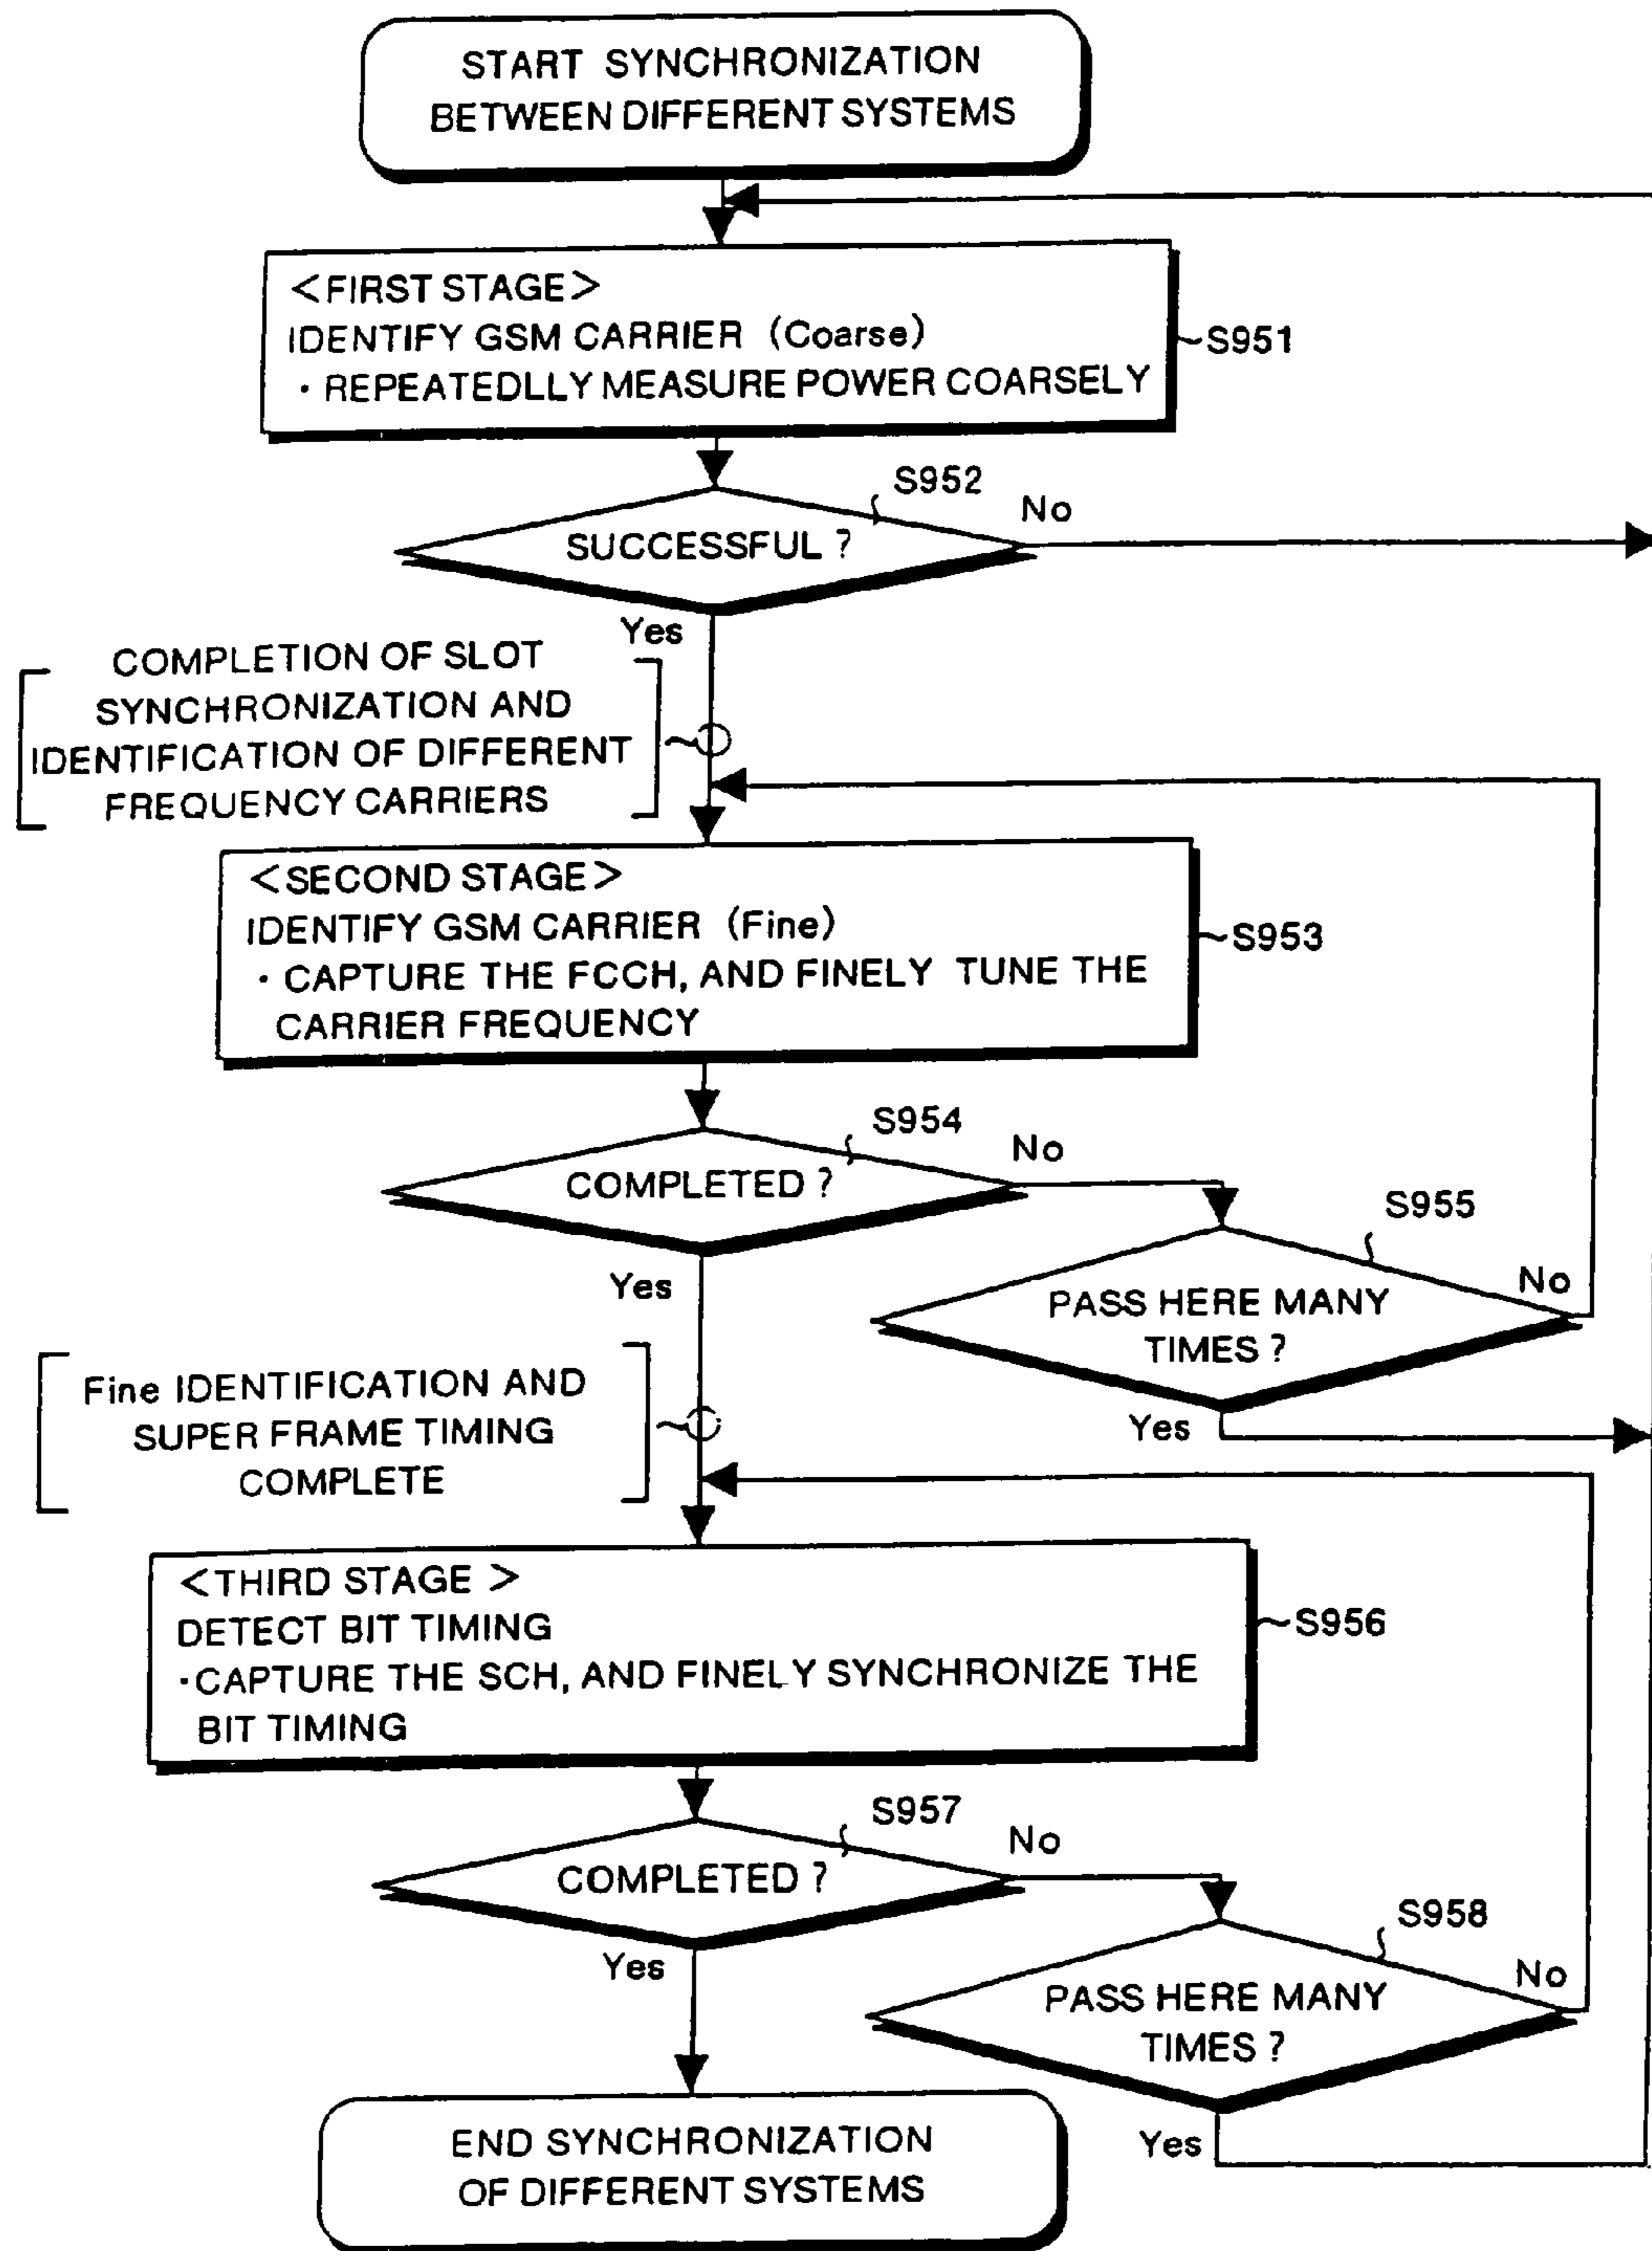 START SYNCHRONIZATION
BETWEEN DIFFERENT SYSTEMS
<FIRST STAGE>
IDENTIFY GSM CARRIER (Coarse)
· REPEATEDLLY MEASURE POWER COARSELY
S951
S952
SUCCESSFUL ?
No
Yes
COMPLETION OF SLOT
SYNCHRONIZATION AND
IDENTIFICATION OF DIFFERENT
FREQUENCY CARRIERS
<SECOND STAGE>
IDENTIFY GSM CARRIER (Fine)
· CAPTURE THE FCCH, AND FINELY TUNE THE
CARRIER FREQUENCY
S953
S954
COMPLETED ?
No
Yes
S955
PASS HERE MANY
TIMES ?
No
Yes
Fine IDENTIFICATION AND
SUPER FRAME TIMING
COMPLETE
<THIRD STAGE >
DETECT BIT TIMING
· CAPTURE THE SCH, AND FINELY SYNCHRONIZE THE
BIT TIMING
S956
S957
COMPLETED ?
No
Yes
S958
PASS HERE MANY
TIMES ?
No
Yes
END SYNCHRONIZATION
OF DIFFERENT SYSTEMS